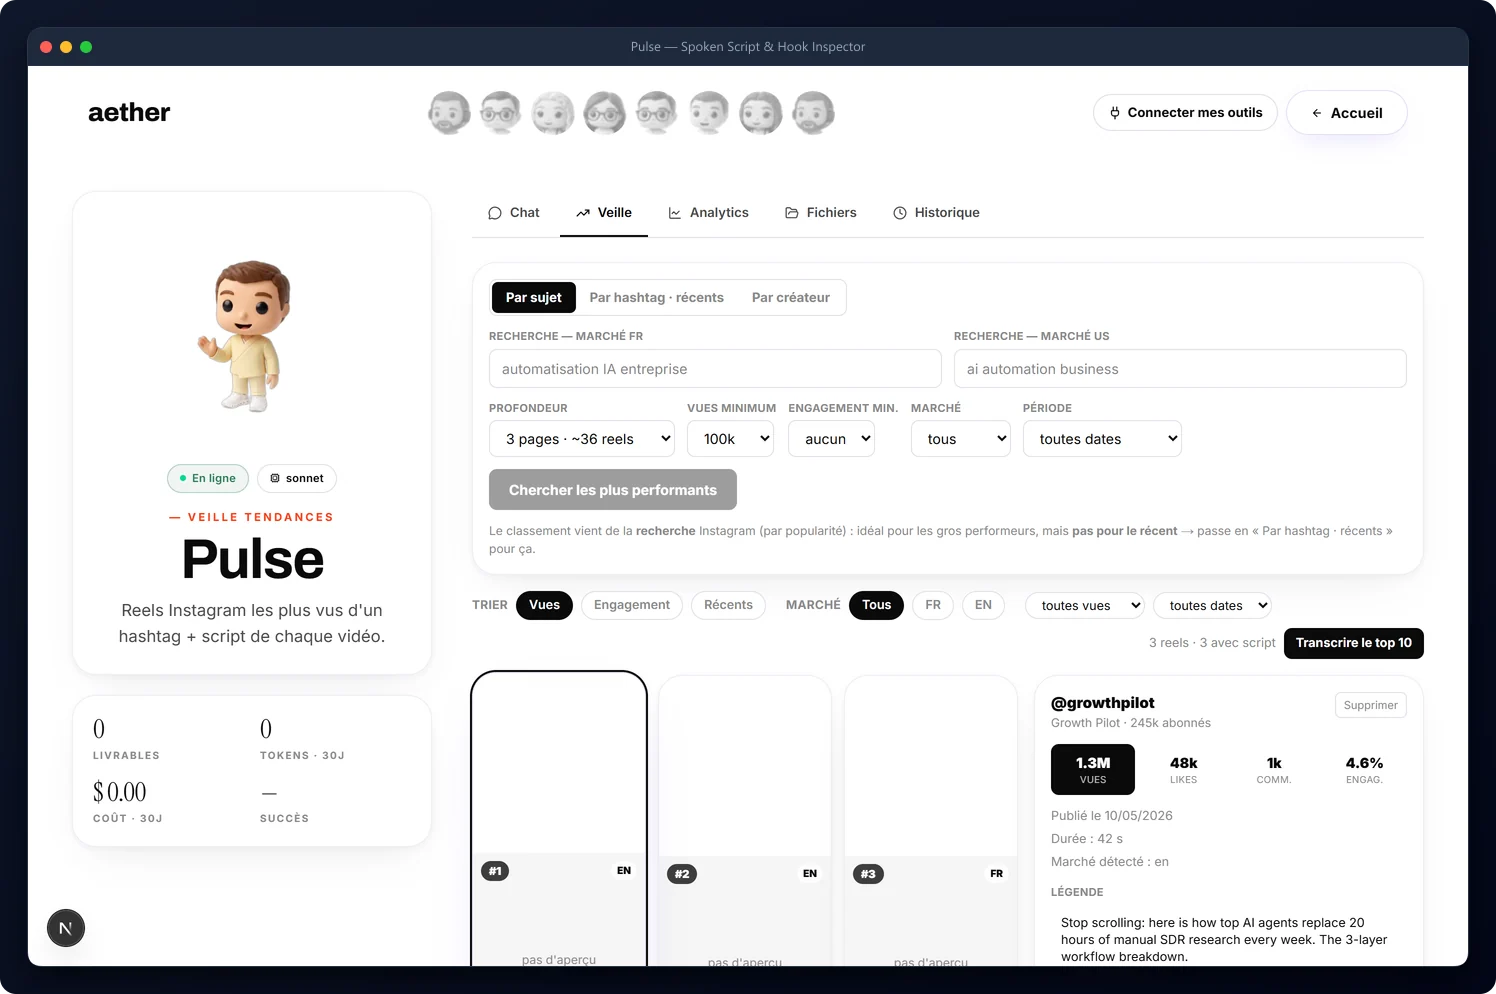 Pulse — Spoken Script & Hook Inspector
aether
Connecter mes outils
Accueil
Chat
Veille
Analytics
Fichiers
Historique
En ligne
sonnet
— VEILLE TENDANCES
Pulse
Reels Instagram les plus vus d'un
hashtag + script de chaque vidéo.
0
LIVRABLES
0
TOKENS · 30J
$0.00
COÛT · 30J
—
SUCCÈS
N
Par sujet
Par hashtag · récents
Par créateur
RECHERCHE — MARCHÉ FR
automatisation IA entreprise
RECHERCHE — MARCHÉ US
ai automation business
PROFONDEUR
3 pages · ~36 reels
VUES MINIMUM
100k
ENGAGEMENT MIN.
aucun
MARCHÉ
tous
PÉRIODE
toutes dates
Chercher les plus performants
Le classement vient de la recherche Instagram (par popularité) : idéal pour les gros performeurs, mais pas pour le récent → passe en « Par hashtag · récents »
pour ça.
TRIER
Vues
Engagement
Récents
MARCHÉ
Tous
FR
EN
toutes vues
toutes dates
3 reels · 3 avec script
Transcrire le top 10
#1
EN
pas d'aperçu
#2
EN
pas d'aperçu
#3
FR
pas d'aperçu
@growthpilot
Growth Pilot · 245k abonnés
Supprimer
1.3M
VUES
48k
LIKES
1k
COMM.
4.6%
ENGAG.
Publié le 10/05/2026
Durée : 42 s
Marché détecté : en
LÉGENDE
Stop scrolling: here is how top AI agents replace 20
hours of manual SDR research every week. The 3-layer
workflow breakdown.